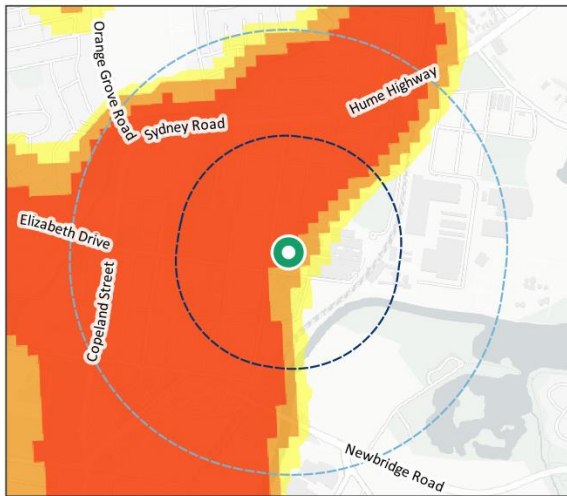 Orange Grove Road
Hume Highway
Sydney Road
Elizabeth Drive
Copeland Street
Newbridge Road